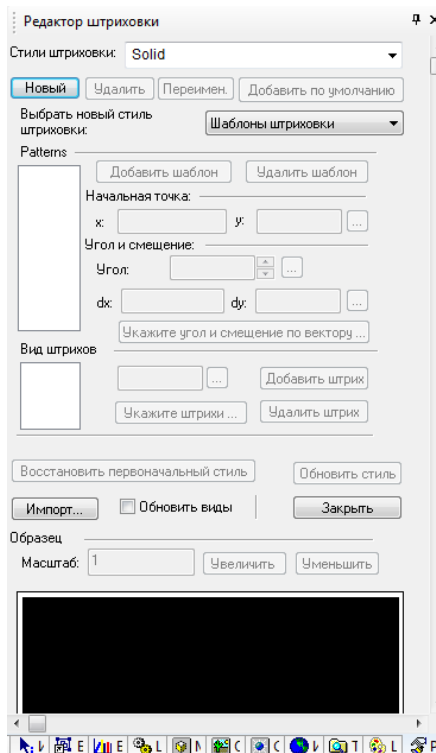 Редактор штриховки
Стили штриховки: Solid
Новый Удалить Переимен. Добавить по умолчанию
Выбрать новый стиль штриховки: Шаблоны штриховки
Patterns
Добавить шаблон Удалить шаблон
Начальная точка:
x: y: ...
Угол и смещение:
Угол: ...
dx: dy: ...
Укажите угол и смещение по вектору ...
Вид штрихов
... Добавить штрих
Укажите штрихи ... Удалить штрих
Восстановить первоначальный стиль Обновить стиль
Импорт... Обновить виды Закрыть
Образец
Масштаб: 1 Увеличить Уменьшить
E E L C C T L